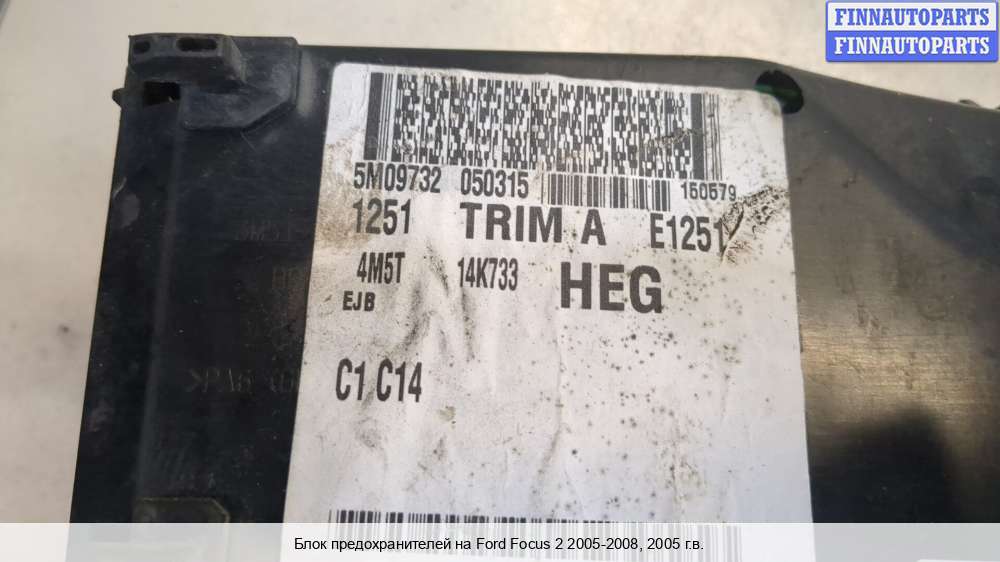 FINNAUTOPARTS
FINNAUTOPARTS
5M09732 050315 150579
1251 TRIM A E1251
4M5T 14K733 HEG
EJB
C1 C14
Блок предохранителей на Ford Focus 2 2005-2008, 2005 г.в.